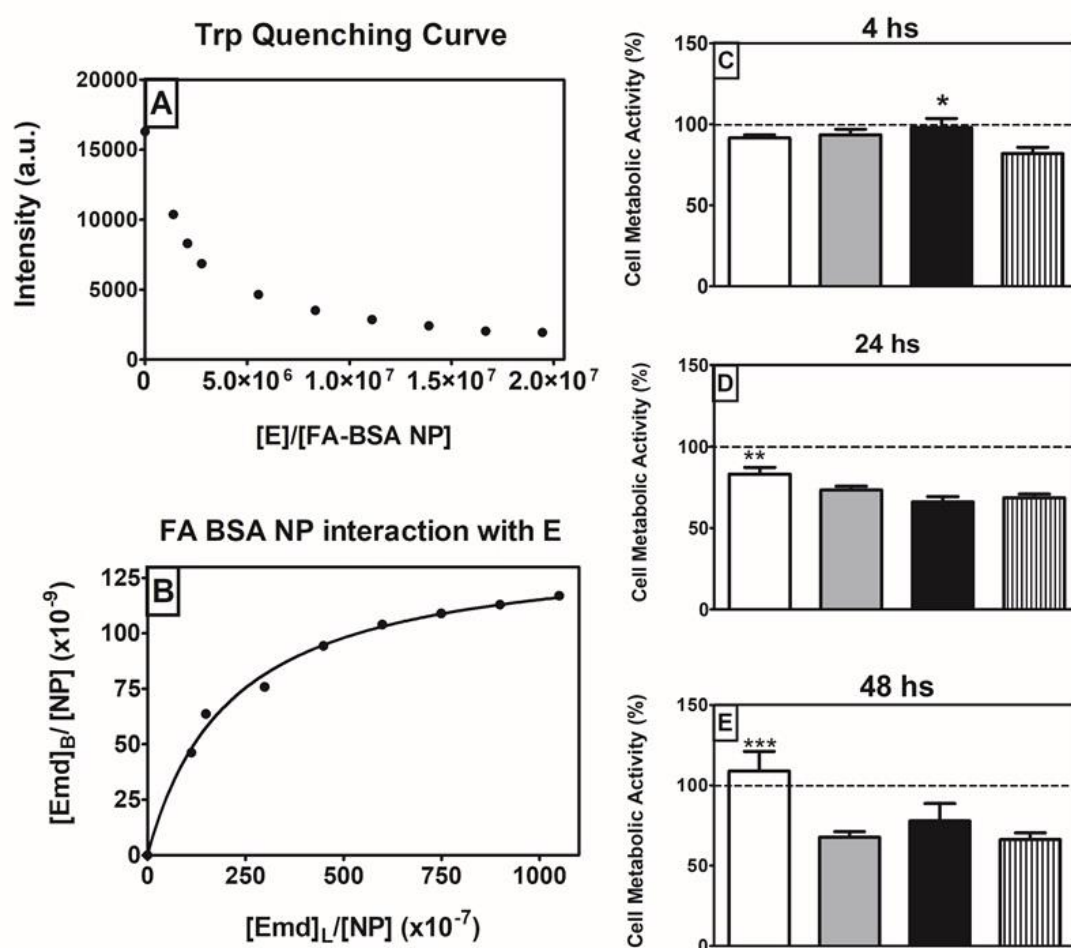 Trp Quenching Curve
A
Intensity (a.u.)
20000
15000
10000
5000
0
0
5.0×10⁶
1.0×10⁷
1.5×10⁷
2.0×10⁷
[E]/[FA-BSA NP]
FA BSA NP interaction with E
B
[Emd]B/ [NP] (x10⁻⁹)
125
100
75
50
25
0
0
250
500
750
1000
[Emd]L/[NP] (x10⁻⁷)
4 hs
C
Cell Metabolic Activity (%)
150
100
50
0
*
24 hs
D
Cell Metabolic Activity (%)
150
100
50
0
**
48 hs
E
Cell Metabolic Activity (%)
150
100
50
0
***